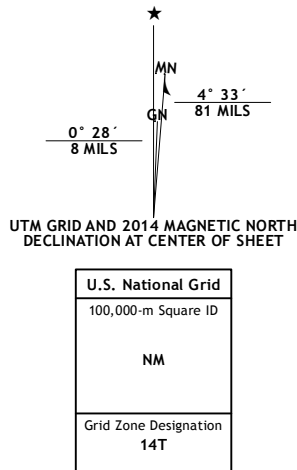 ★
MN
GN
4° 33´
81 MILS
0° 28´
8 MILS
UTM GRID AND 2014 MAGNETIC NORTH
DECLINATION AT CENTER OF SHEET
U.S. National Grid
100,000-m Square ID
NM
Grid Zone Designation
14T